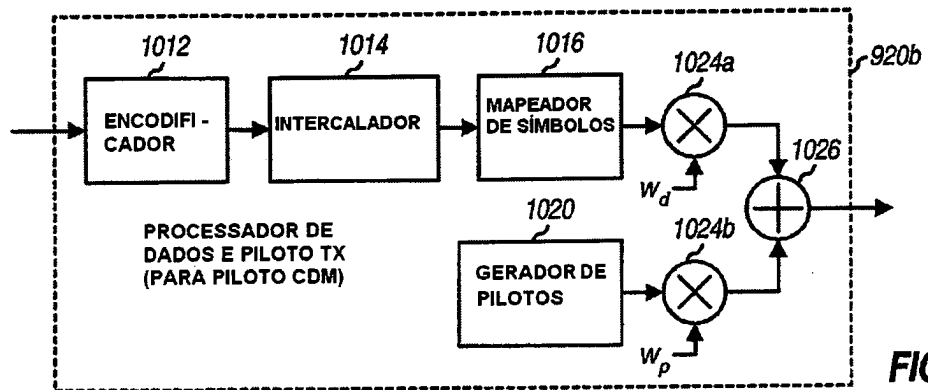 1012
1014
1016
1024a
920b
ENCODIFI -
CADOR
INTERCALADOR
MAPEADOR
DE SÍMBOLOS
1026
W_d
PROCESSADOR DE
DADOS E PILOTO TX
(PARA PILOTO CDM)
1020
1024b
GERADOR DE
PILOTOS
W_p
FIG